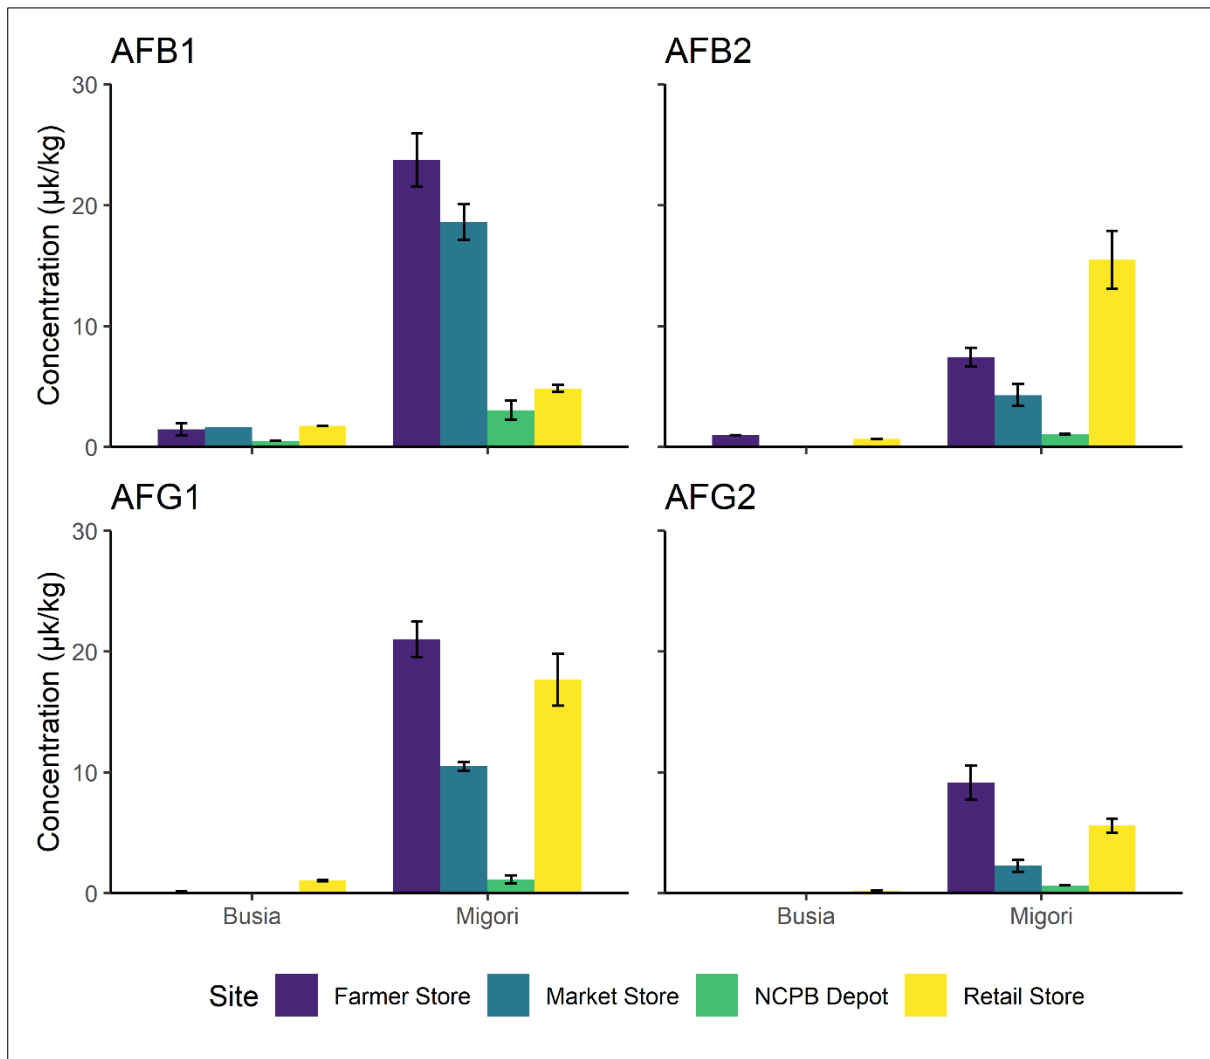 AFB1
AFB2
Concentration (µk/kg)
30
20
10
0
AFG1
AFG2
Concentration (µk/kg)
30
20
10
0
Busia
Migori
Busia
Migori
Site
Farmer Store
Market Store
NCPB Depot
Retail Store